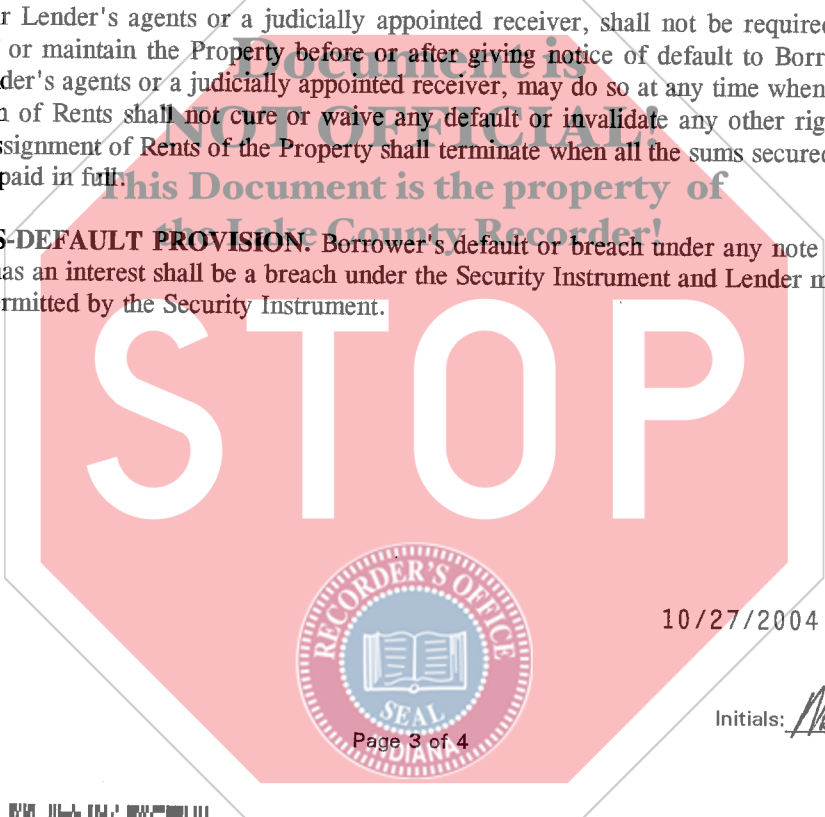 r Lender's agents or a judicially appointed receiver, shall not be required
or maintain the Property before or after giving notice of default to Borr
der's agents or a judicially appointed receiver, may do so at any time when
n of Rents shall not cure or waive any default or invalidate any other rig
ssignment of Rents of the Property shall terminate when all the sums secured
paid in full.
Document is
NOT OFFICIAL!
This Document is the property of
the Lake County Recorder!
S-DEFAULT PROVISION. Borrower's default or breach under any note
as an interest shall be a breach under the Security Instrument and Lender m
rmitted by the Security Instrument.
STOP
RECORDER'S OFFICE
SEAL
INDIANA
10/27/2004
Initials:
Page 3 of 4